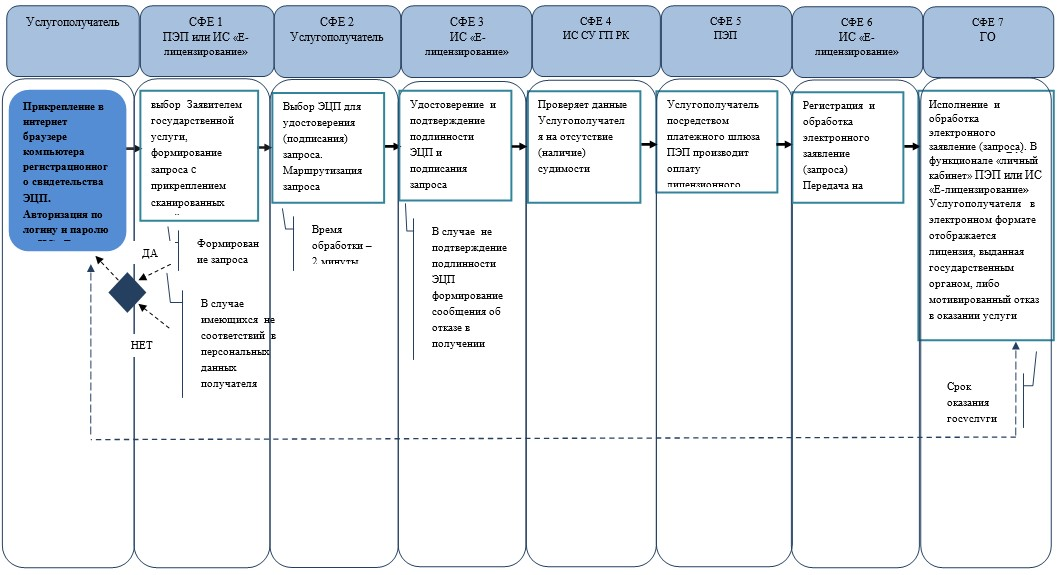 Услугополучатель
СФЕ 1
ПЭП или ИС «Е-
лицензирование»
СФЕ 2
Услугополучатель
СФЕ 3
ИС «Е-
лицензирование»
СФЕ 4
ИС СУ ГП РК
СФЕ 5
ПЭП
СФЕ 6
ИС «Е-
лицензирование»
СФЕ 7
ГО
Прикрепление в
интернет
браузере
компьютера
регистрационног
о свидетельства
ЭЦП.
Авторизация по
логину и паролю
выбор Заявителем
государственной
услуги,
формирование
запроса с
прикреплением
сканированных
Выбор ЭЦП для
удостоверения
(подписания)
запроса.
Маршрутизация
запроса
Удостоверение и
подтверждение
подлинности
ЭЦП и
подписания
запроса
Проверяет данные
Услугополучател
я на отсутствие
(наличие)
судимости
Услугополучатель
посредством
платежного шлюза
ПЭП производит
оплату
лицензионного
Регистрация и
обработка
электронного
заявление
(запроса)
Передача на
Исполнение и
обработка
электронного
заявление (запроса). В
функционале «личный
кабинет» ПЭП или ИС
«Е-лицензирование»
Услугополучателя в
электронном формате
отображается
лицензия, выданная
государственным
органом, либо
мотивированный отказ
в оказании услуги
ДА
Формирован
ие запроса
НЕТ
В случае
имеющихся не
соответствий в
персональных
данных
получателя
Время
обработки –
2 минуты
В случае не
подтверждение
подлинности
ЭЦП
формирование
сообщения об
отказе в
получении
Срок
оказания
госуслуги